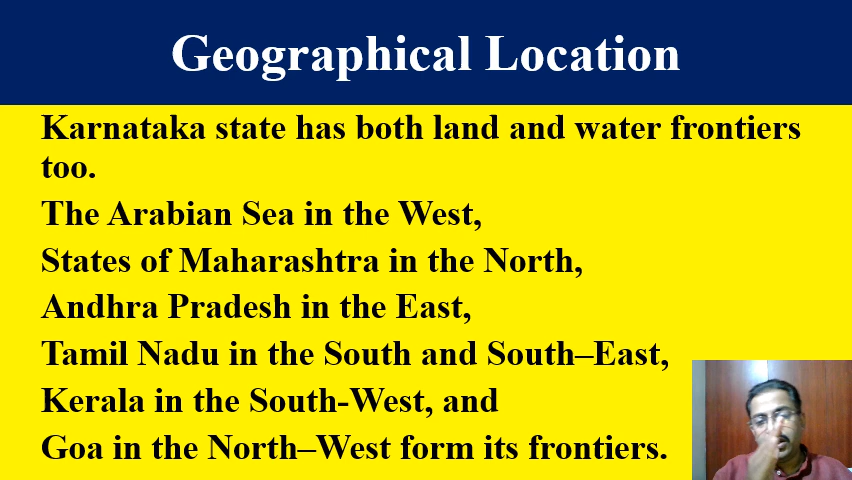 Geographical Location
Karnataka state has both land and water frontiers
too.
The Arabian Sea in the West,
States of Maharashtra in the North,
Andhra Pradesh in the East,
Tamil Nadu in the South and South–East,
Kerala in the South-West, and
Goa in the North–West form its frontiers.